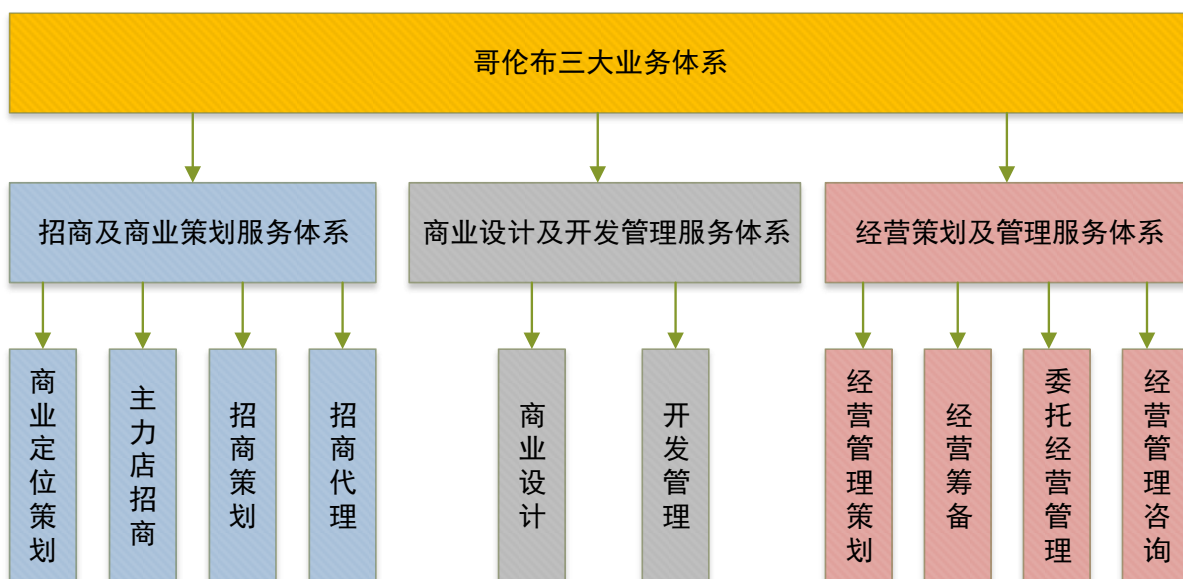 哥伦布三大业务体系
招商及商业策划服务体系
商业设计及开发管理服务体系
经营策划及管理服务体系
商业定位策划
主力店招商
招商策划
招商代理
商业设计
开发管理
经营管理策划
经营筹备
委托经营管理
经营管理咨询